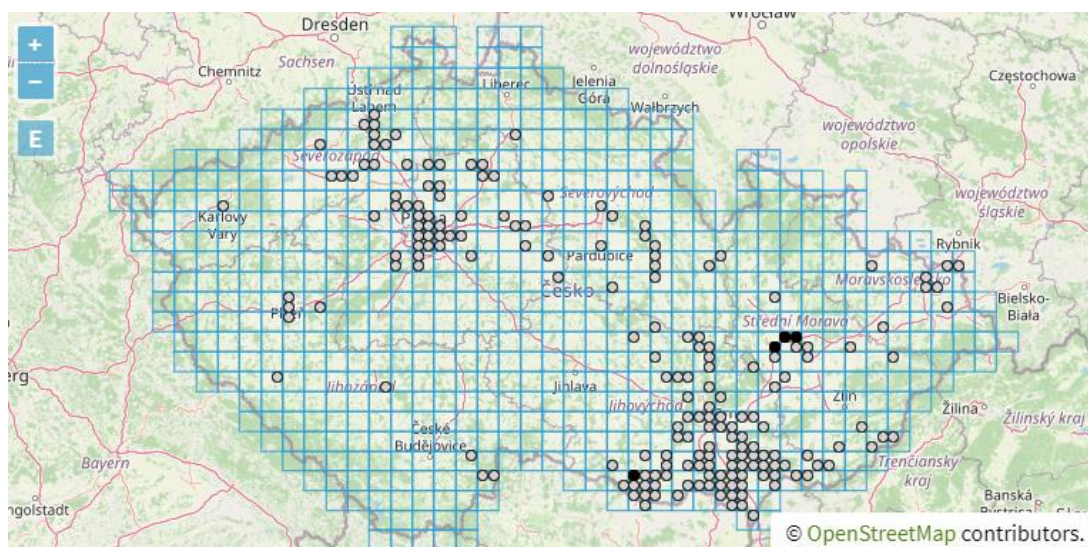 Dresden
Wrocław
+
województwo
dolnośląskie
Sachsen
Chemnitz
Częstochowa
−
Liberec
Jelenia
Góra
Ústí nad
Labem
Wałbrzych
E
województwo
opolskie
Severozápad
województwo
śląskie
Severovýchod
Karlovy
Vary
Rybnik
Pardubice
Moravskoslezsko
Česko
Bielsko-
Biała
Plzeň
Střední Morava
erg
Jihozápad
Jihlava
Zlín
Jihovýchod
Žilina
Žilinský kraj
České
Budějovice
Bayern
Trenčiansky
kraj
Banská
ngolstadt
© OpenStreetMap contributors.